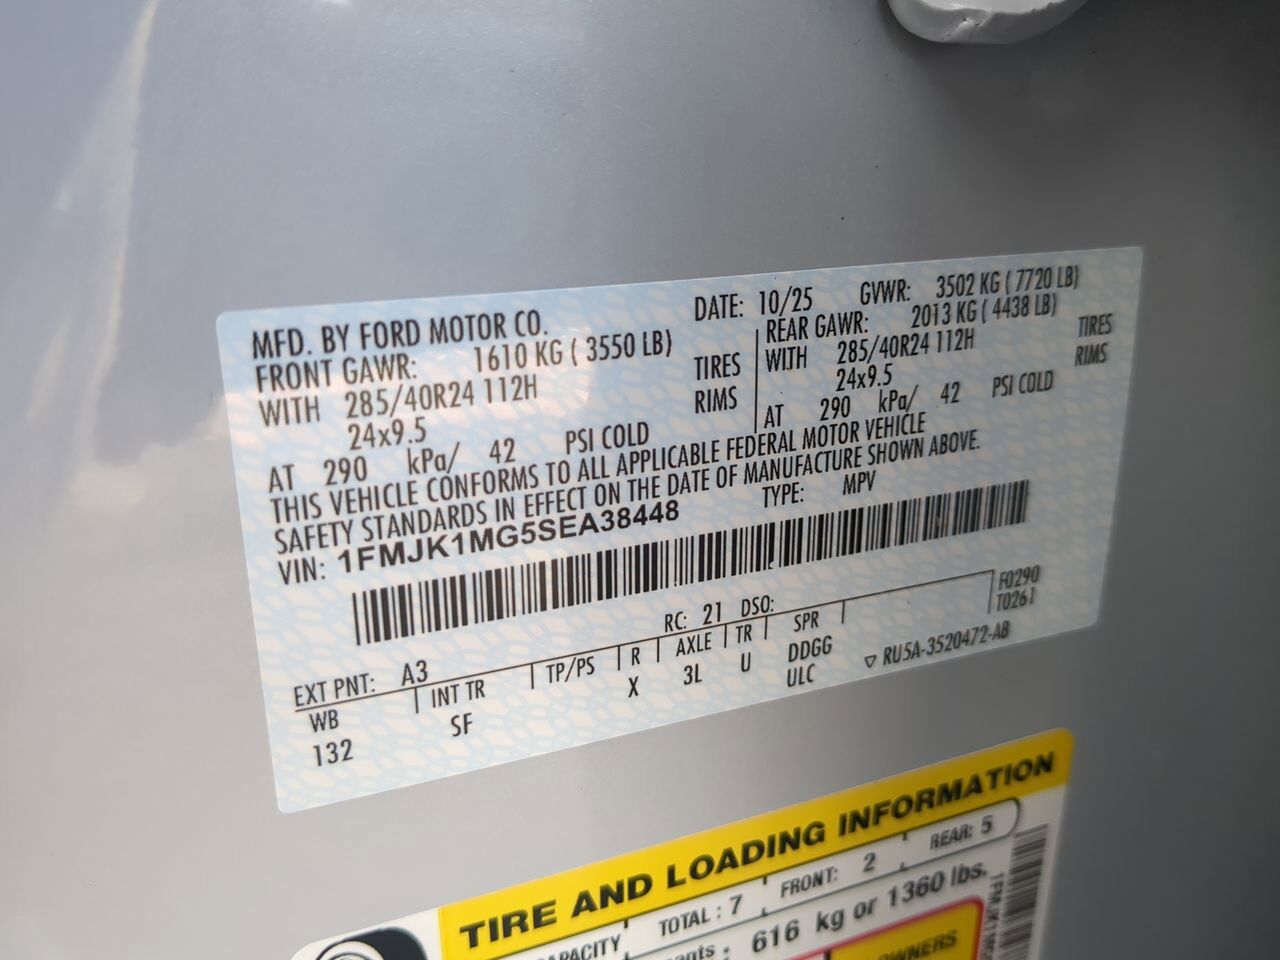 MFD. BY FORD MOTOR CO. DATE: 10/25 GVWR: 3502 KG ( 7720 LB)
FRONT GAWR: 1610 KG ( 3550 LB) REAR GAWR: 2013 KG ( 4438 LB)
WITH 285/40R24 112H TIRES WITH 285/40R24 112H TIRES
24x9.5 RIMS 24x9.5 RIMS
AT 290 kPa/ 42 PSI COLD AT 290 kPa/ 42 PSI COLD
THIS VEHICLE CONFORMS TO ALL APPLICABLE FEDERAL MOTOR VEHICLE
SAFETY STANDARDS IN EFFECT ON THE DATE OF MANUFACTURE SHOWN ABOVE.
VIN: 1FMJK1MG5SEA38448 TYPE: MPV
F0290
T0261
EXT PNT: A3 RC: 21 DSO:
WB INT TR TP/PS R AXLE TR SPR
132 SF X 3L U DDGG
ULC
▽ RU5A-3520472-AB
TIRE AND LOADING INFORMATION
TOTAL : 7 FRONT: 2 REAR: 5
616 kg or 1360 lbs.